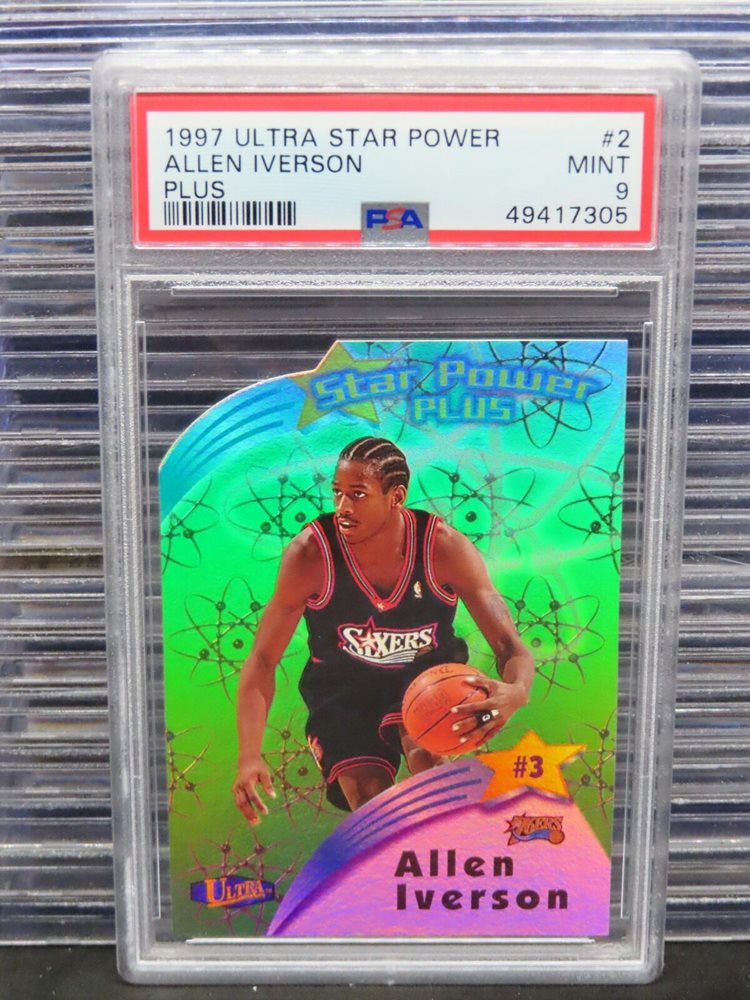 1997 ULTRA STAR POWER #2
ALLEN IVERSON MINT
PLUS 9
PSA 49417305
Star Power
PLUS
SIXERS
#3
SIXERS
Allen
Iverson
ULTRA